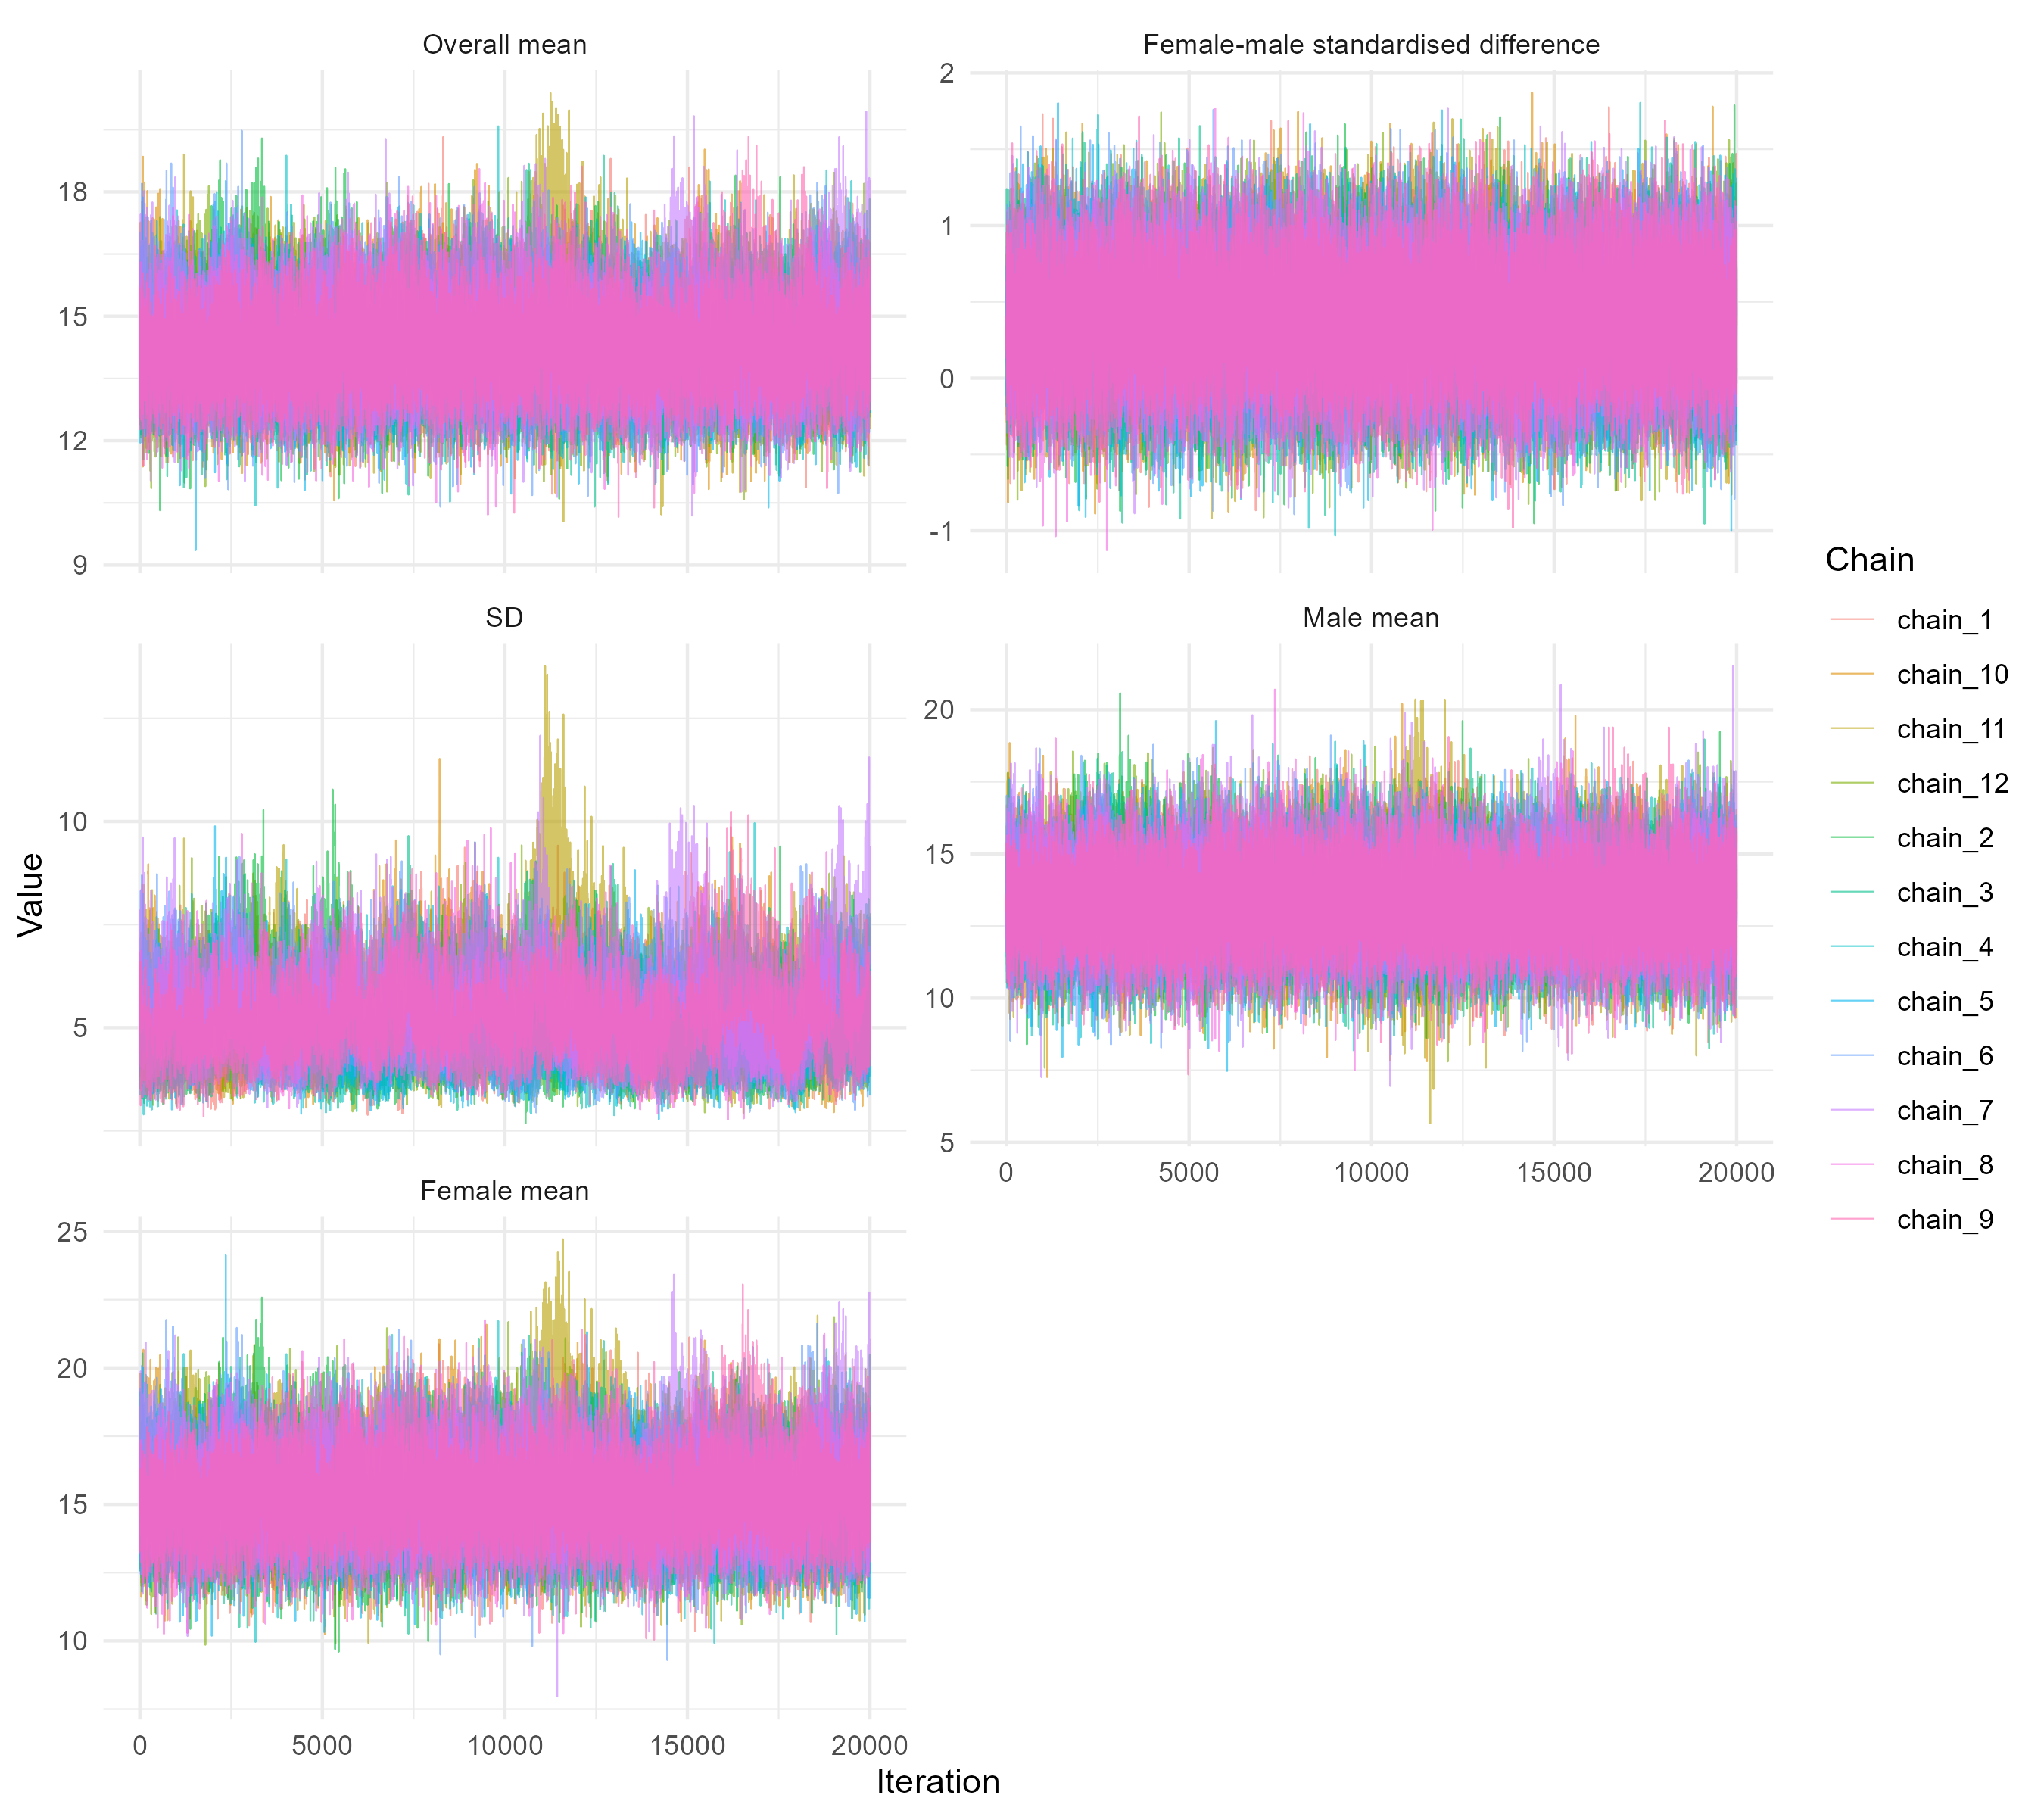 Overall mean
Female-male standardised difference
18
15
12
9
2
1
0
-1
SD
Male mean
10
5
20
15
10
5
0
5000
10000
15000
20000
Female mean
25
20
15
10
0
5000
10000
15000
20000
Value
Iteration
Chain
chain_1
chain_10
chain_11
chain_12
chain_2
chain_3
chain_4
chain_5
chain_6
chain_7
chain_8
chain_9